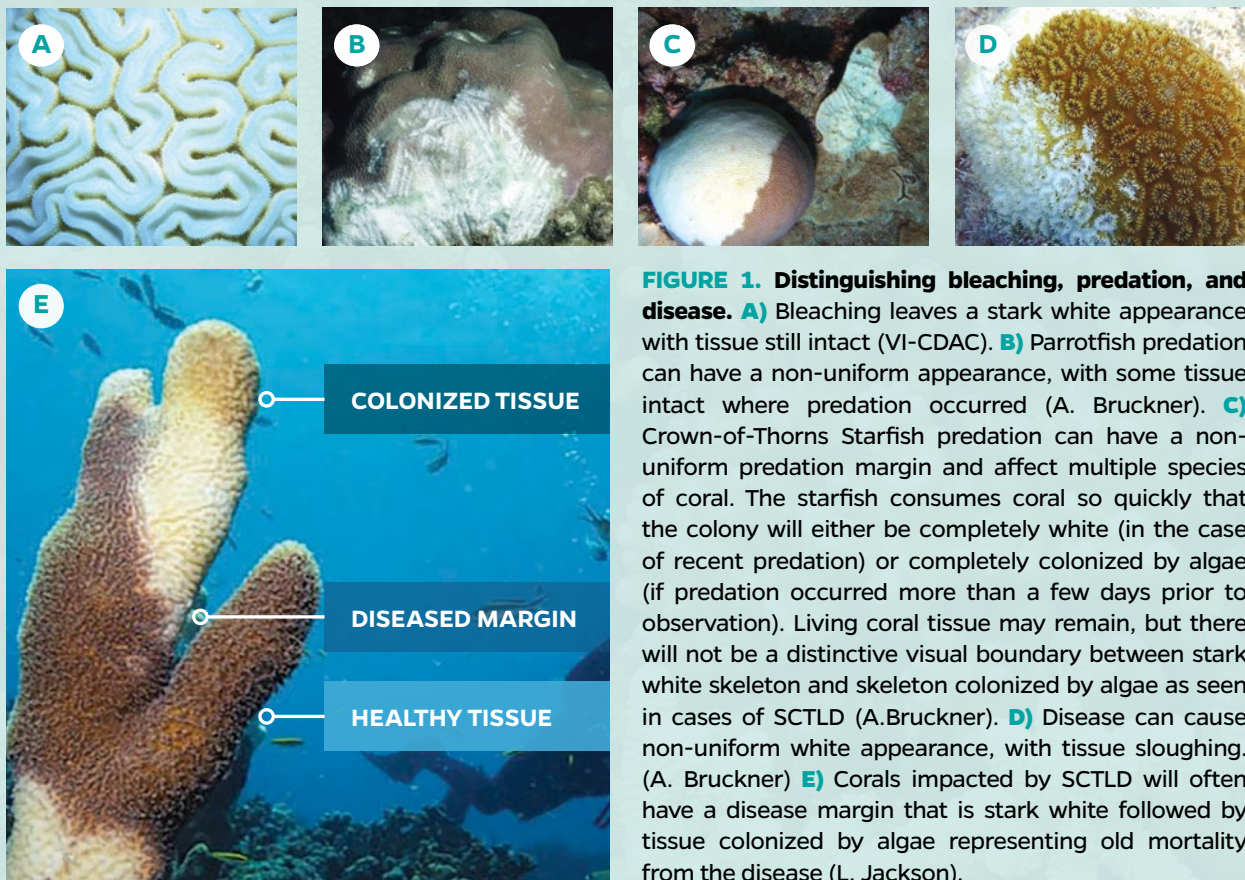 A
B
C
D
E
COLONIZED TISSUE
DISEASED MARGIN
HEALTHY TISSUE
FIGURE 1. Distinguishing bleaching, predation, and
disease. A) Bleaching leaves a stark white appearance
with tissue still intact (VI-CDAC). B) Parrotfish predation
can have a non-uniform appearance, with some tissue
intact where predation occurred (A. Bruckner). C)
Crown-of-Thorns Starfish predation can have a non-
uniform predation margin and affect multiple species
of coral. The starfish consumes coral so quickly that
the colony will either be completely white (in the case
of recent predation) or completely colonized by algae
(if predation occurred more than a few days prior to
observation). Living coral tissue may remain, but there
will not be a distinctive visual boundary between stark
white skeleton and skeleton colonized by algae as seen
in cases of SCTLD (A.Bruckner). D) Disease can cause
non-uniform white appearance, with tissue sloughing.
(A. Bruckner) E) Corals impacted by SCTLD will often
have a disease margin that is stark white followed by
tissue colonized by algae representing old mortality
from the disease (L. Jackson).